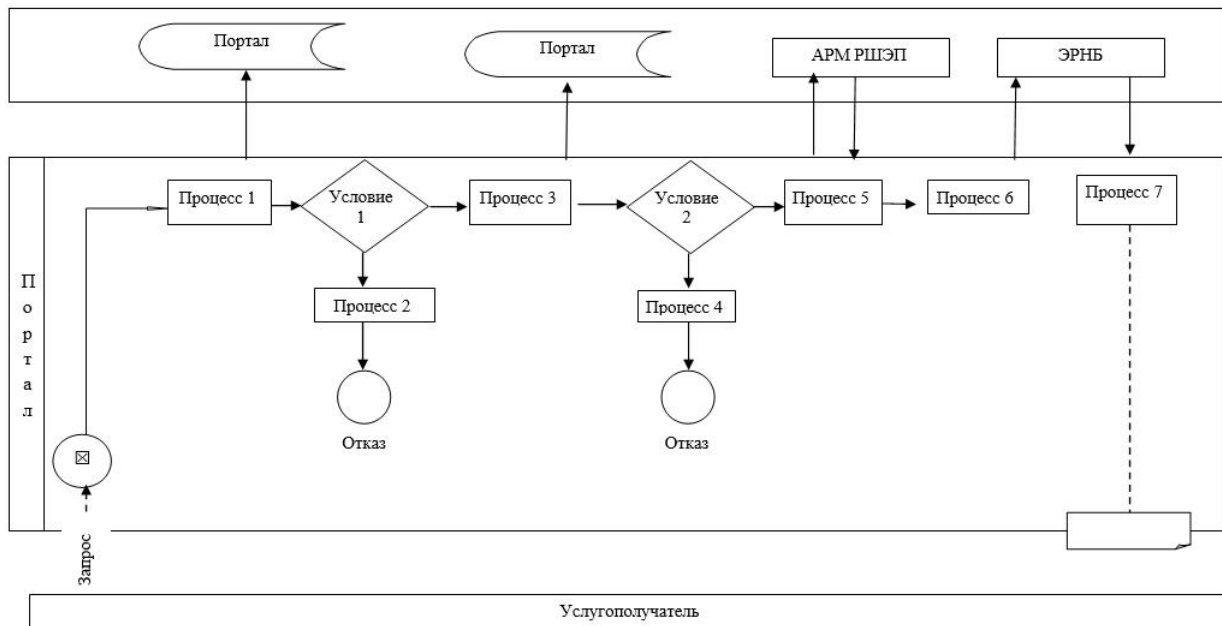 Портал
Портал
АРМ РШЭП
ЭРНБ
Процесс 1
Условие
1
Процесс 3
Условие
2
Процесс 5
Процесс 6
Процесс 7
Процесс 2
Процесс 4
Отказ
Отказ
Портал
Запрос
Услугополучатель